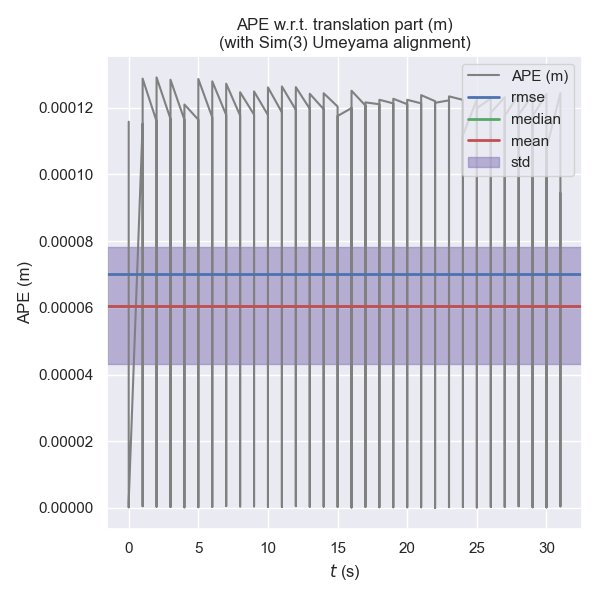 APE w.r.t. translation part (m)
(with Sim(3) Umeyama alignment)
APE (m)
rmse
median
mean
std
0.00012
0.00010
0.00008
0.00006
0.00004
0.00002
0.00000
APE (m)
0 5 10 15 20 25 30
t (s)